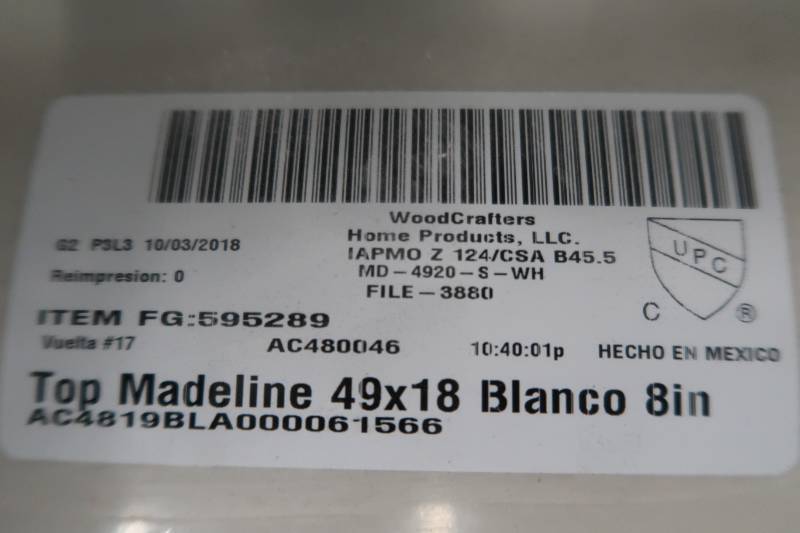 WoodCrafters
Home Products, LLC.
IAPMO Z 124/CSA B45.5
MD-4920-S-WH
FILE-3880
G2 P3L3 10/03/2018
Reimpresion: 0
UPC
C ®
ITEM FG:595289
Vuelta #17 AC480046 10:40:01p HECHO EN MEXICO
Top Madeline 49x18 Blanco 8in
AC4819BLA000061566